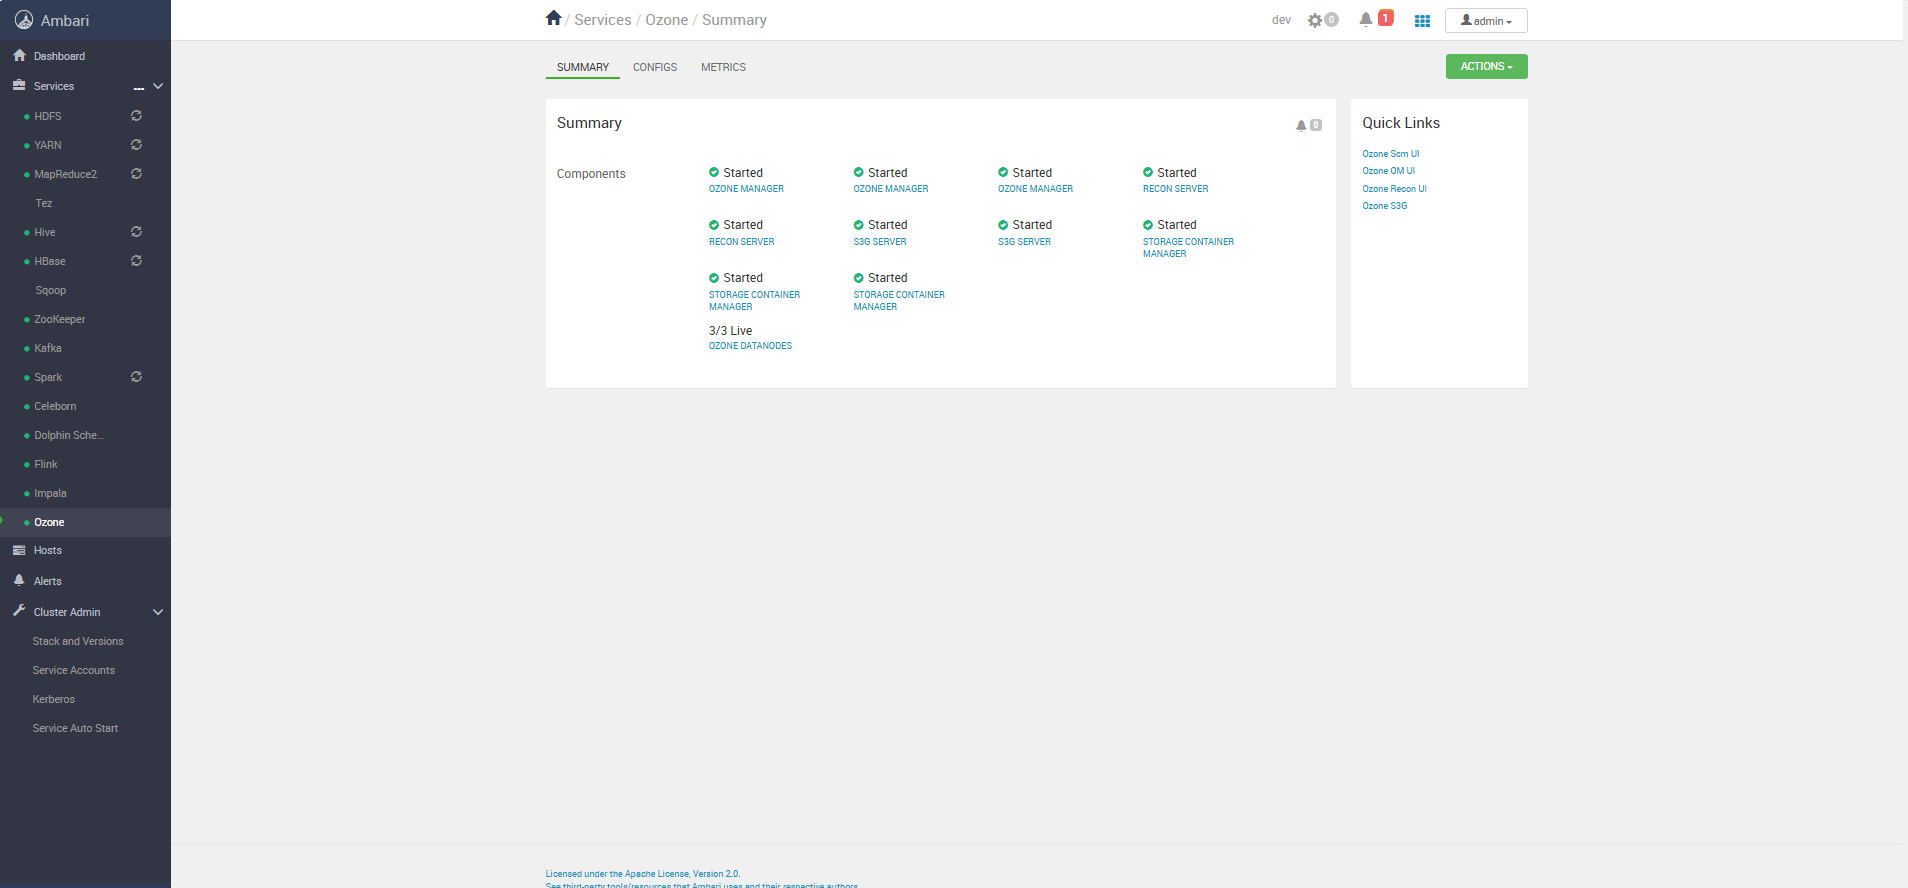 Ambari
Dashboard
Services ...
HDFS
YARN
MapReduce2
Tez
Hive
HBase
Sqoop
ZooKeeper
Kafka
Spark
Celeborn
Dolphin Sche...
Flink
Impala
Ozone
Hosts
Alerts
Cluster Admin
Stack and Versions
Service Accounts
Kerberos
Service Auto Start
/ Services / Ozone / Summary
dev 0 1 admin
SUMMARY CONFIGS METRICS
ACTIONS
Summary
0
Components
Started Started Started Started
OZONE MANAGER OZONE MANAGER OZONE MANAGER RECON SERVER
Started Started Started Started
RECON SERVER S3G SERVER S3G SERVER STORAGE CONTAINER
MANAGER
Started Started
STORAGE CONTAINER STORAGE CONTAINER
MANAGER MANAGER
3/3 Live
OZONE DATANODES
Quick Links
Ozone Scm UI
Ozone OM UI
Ozone Recon UI
Ozone S3G
Licensed under the Apache License, Version 2.0.
See third-party tools/resources that Ambari uses and their respective authors